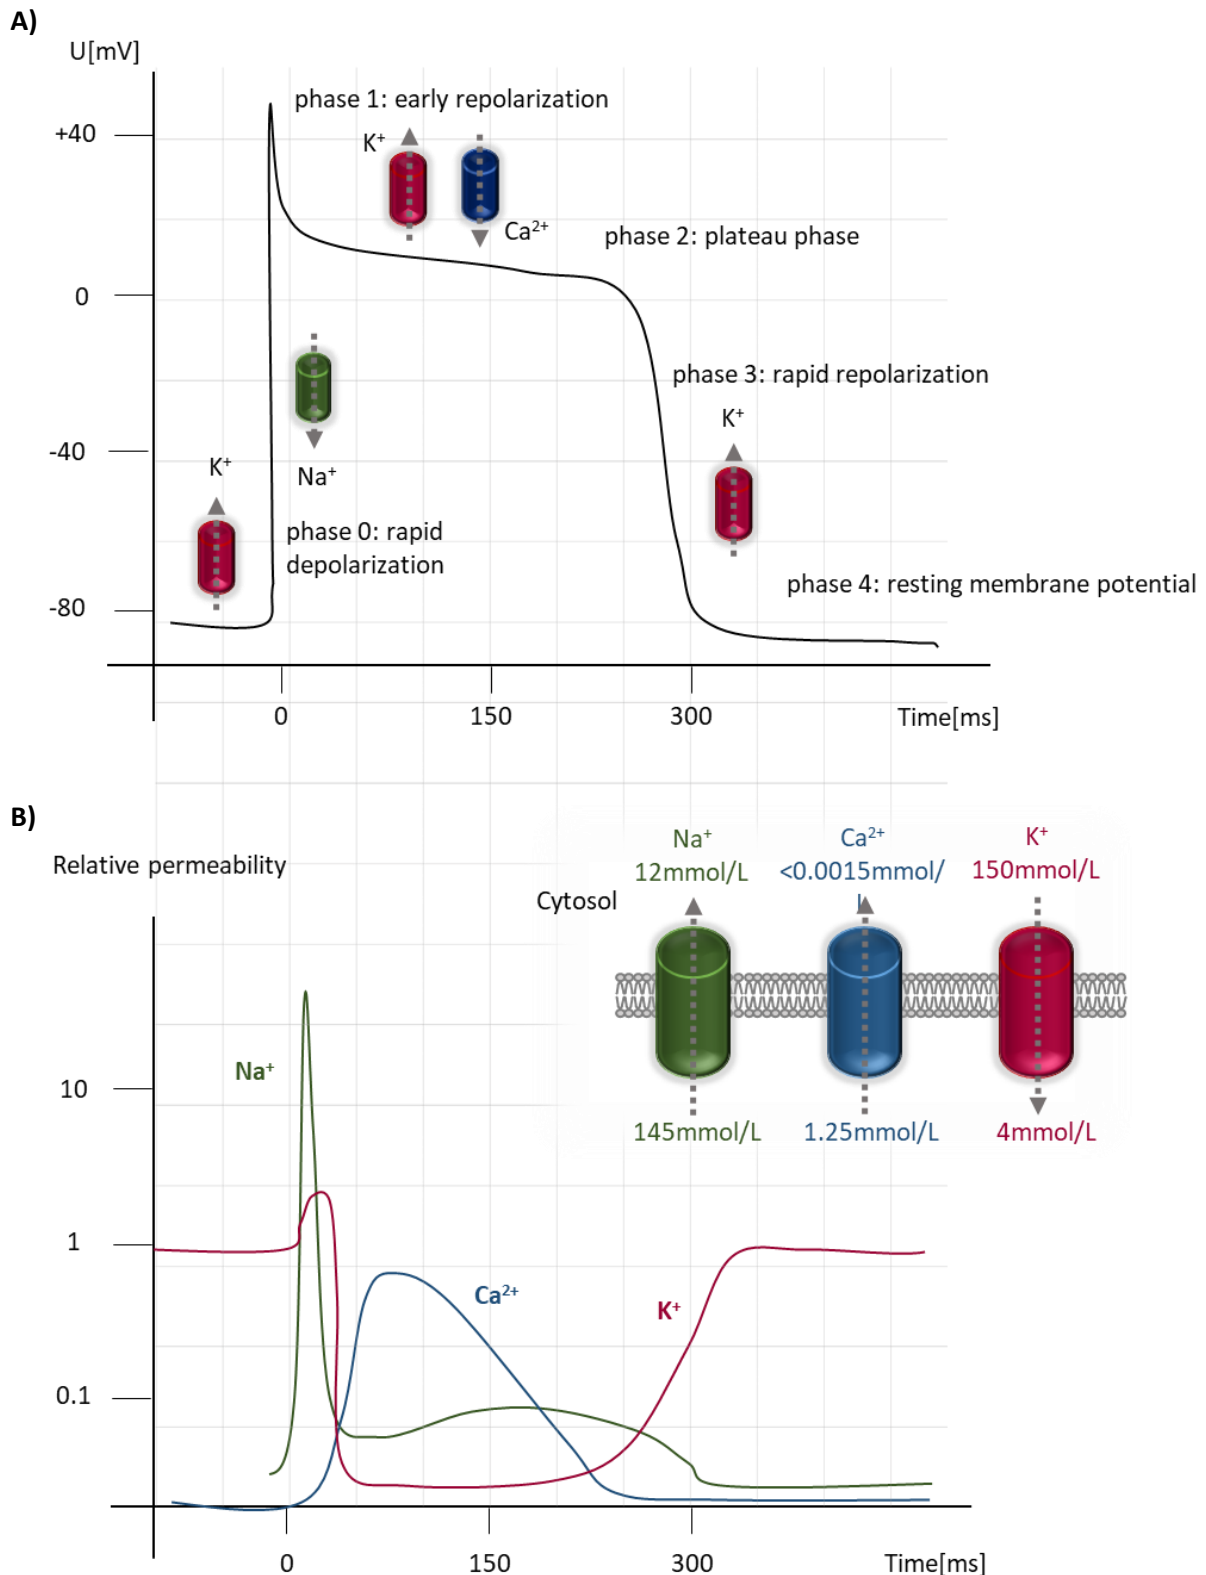 A)
U[mV]
phase 1: early repolarization
+40
K⁺
Ca²⁺
phase 2: plateau phase
0
phase 3: rapid repolarization
K⁺
-40
K⁺
Na⁺
phase 0: rapid
depolarization
phase 4: resting membrane potential
-80
0 150 300 Time[ms]
B)
Na⁺ Ca²⁺ K⁺
Relative permeability
12mmol/L <0.0015mmol/ 150mmol/L
L
Cytosol
Na⁺
10
145mmol/L 1.25mmol/L 4mmol/L
1
Ca²⁺
K⁺
0.1
0 150 300 Time[ms]